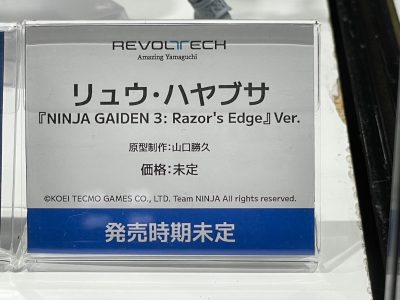 REVOLTECH
Amazing Yamaguchi
リュウ・ハヤブサ
『NINJA GAIDEN 3: Razor's Edge』Ver.
原型制作：山口勝久
価格：未定
©KOEI TECMO GAMES CO., LTD. Team NINJA All rights reserved.
発売時期未定